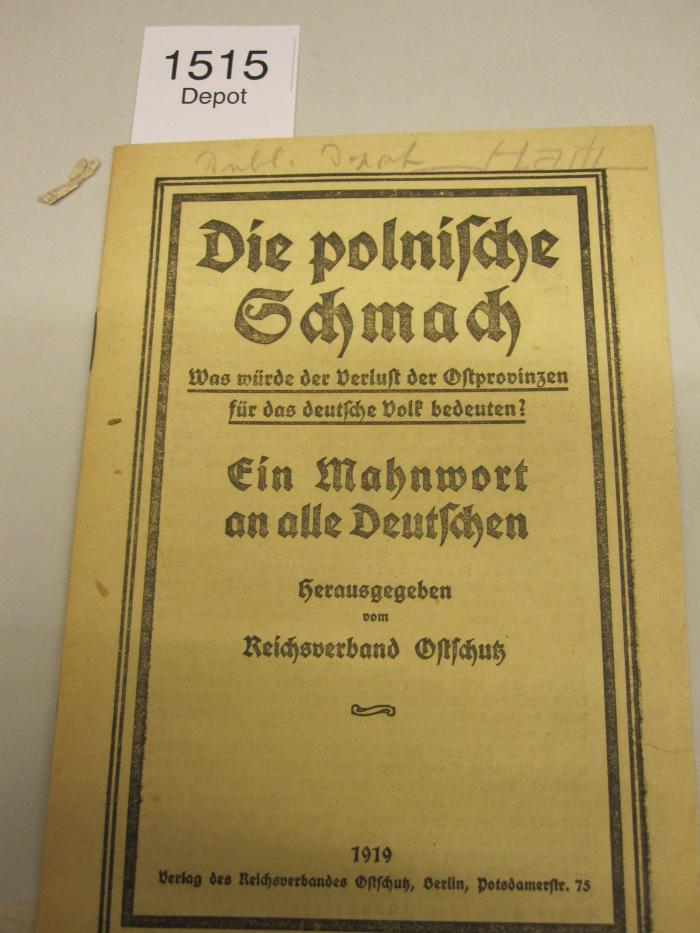 1515
Depot
Die polnische
Schmach
Was würde der Verlust der Ostprovinzen
für das deutsche Volk bedeuten?
Ein Mahnwort
an alle Deutschen
Herausgegeben
vom
Reichsverband Ostschutz
1919
Verlag des Reichsverbandes Ostschutz, Berlin, Potsdamerstr. 75